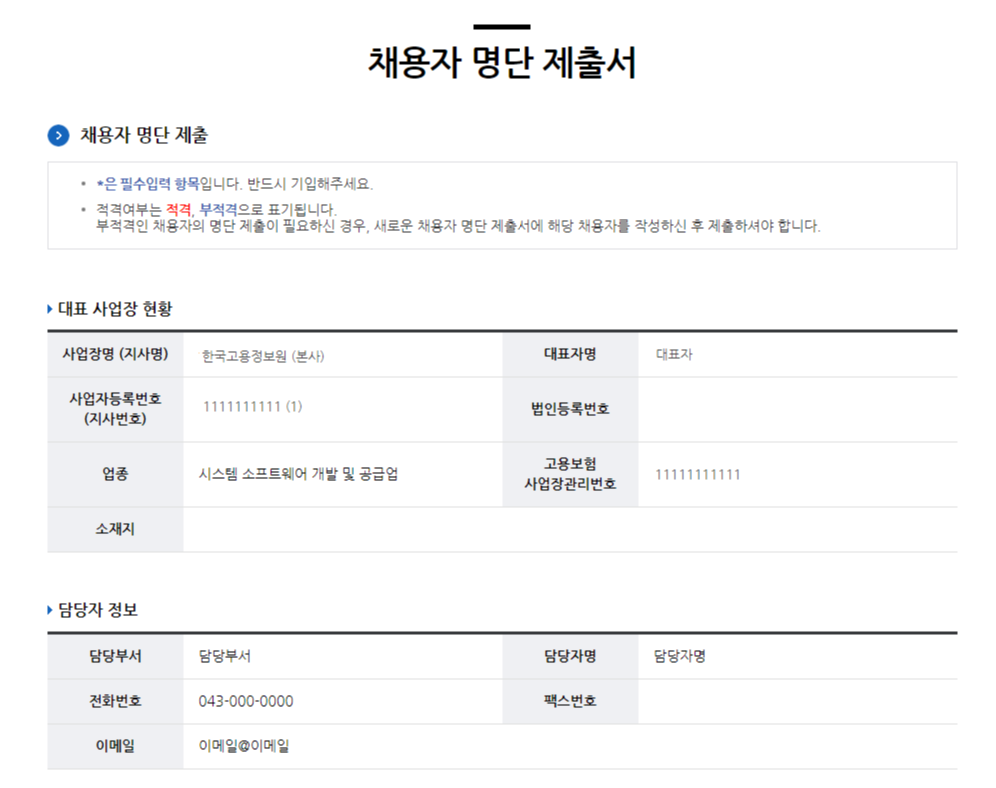 채용자 명단 제출서
채용자 명단 제출
*은 필수입력 항목입니다. 반드시 기입해주세요.
적격여부는 적격, 부적격으로 표기됩니다.
부적격인 채용자의 명단 제출이 필요하신 경우, 새로운 채용자 명단 제출서에 해당 채용자를 작성하신 후 제출하셔야 합니다.
대표 사업장 현황
사업장명 (지사명) 한국고용정보원 (본사) 대표자명 대표자
사업자등록번호
(지사번호) 1111111111 (1) 법인등록번호
업종 시스템 소프트웨어 개발 및 공급업 고용보험
사업장관리번호 11111111111
소재지
담당자 정보
담당부서 담당부서 담당자명 담당자명
전화번호 043-000-0000 팩스번호
이메일 이메일@이메일